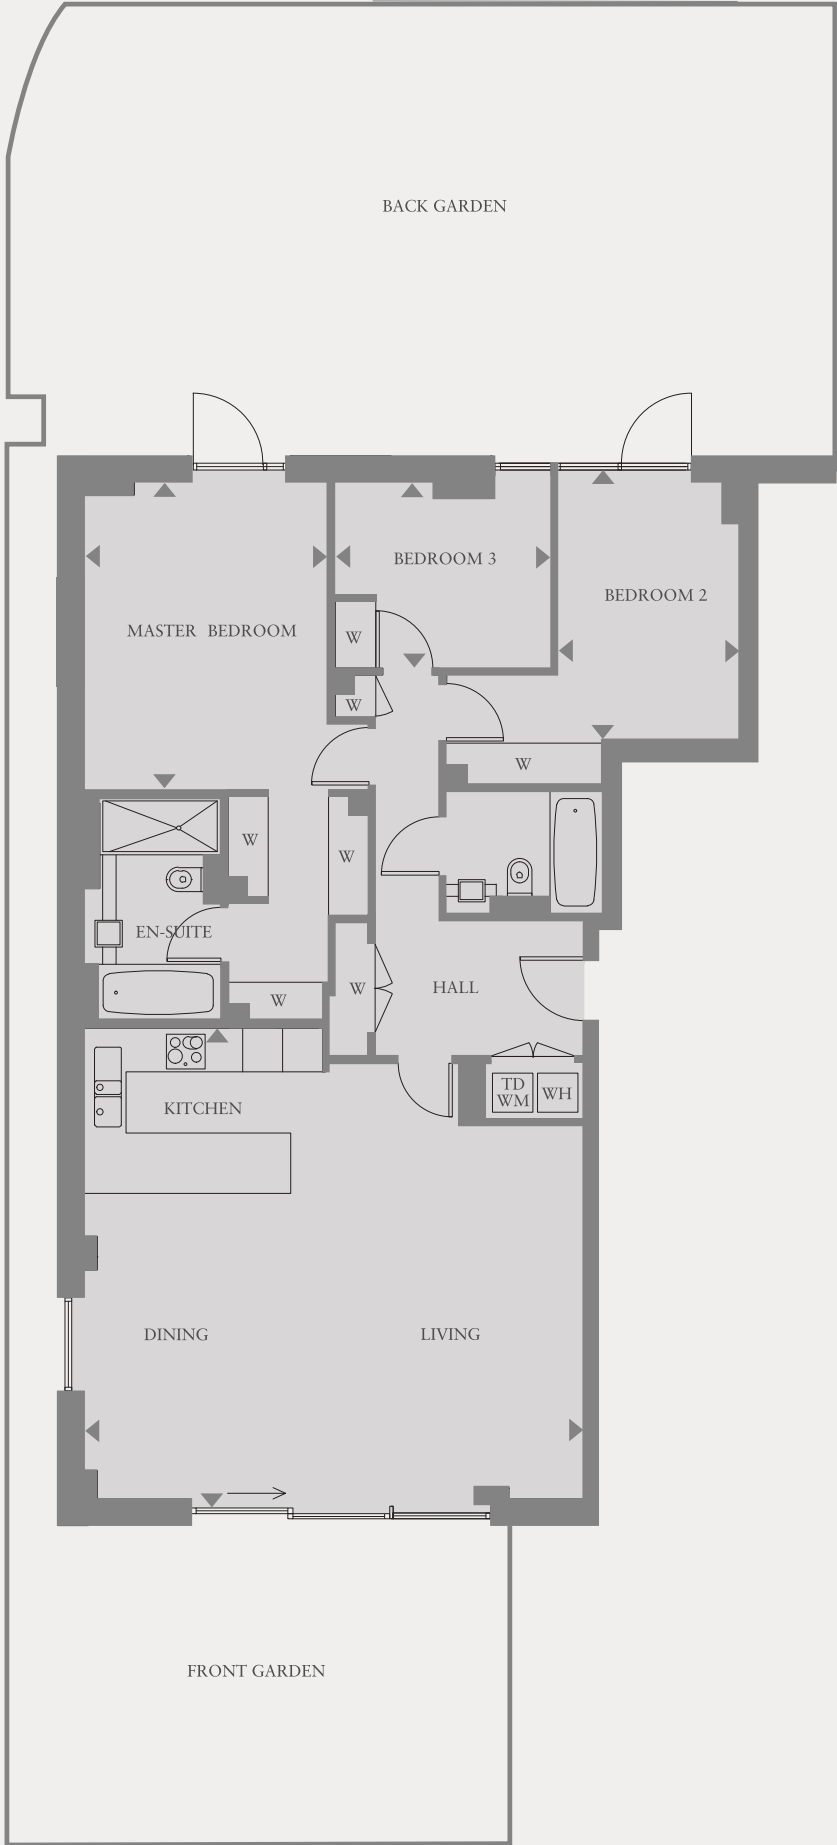 BACK GARDEN
BEDROOM 3
BEDROOM 2
MASTER BEDROOM
W
W
W
W
W
EN-SUITE
W
W
HALL
TD
WM
WH
KITCHEN
DINING
LIVING
FRONT GARDEN